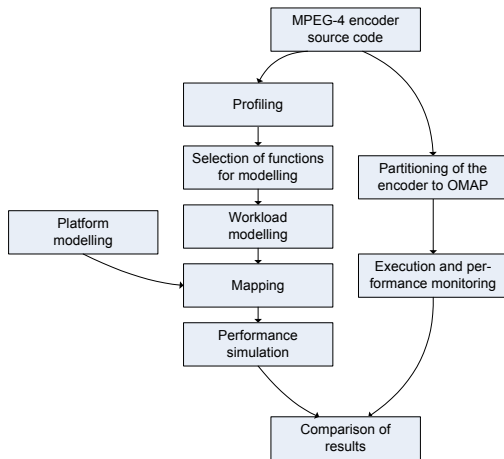 MPEG-4 encoder
source code
Profiling
Selection of functions
for modelling
Partitioning of the
encoder to OMAP
Platform
modelling
Workload
modelling
Mapping
Execution and per-
formance monitoring
Performance
simulation
Comparison of
results